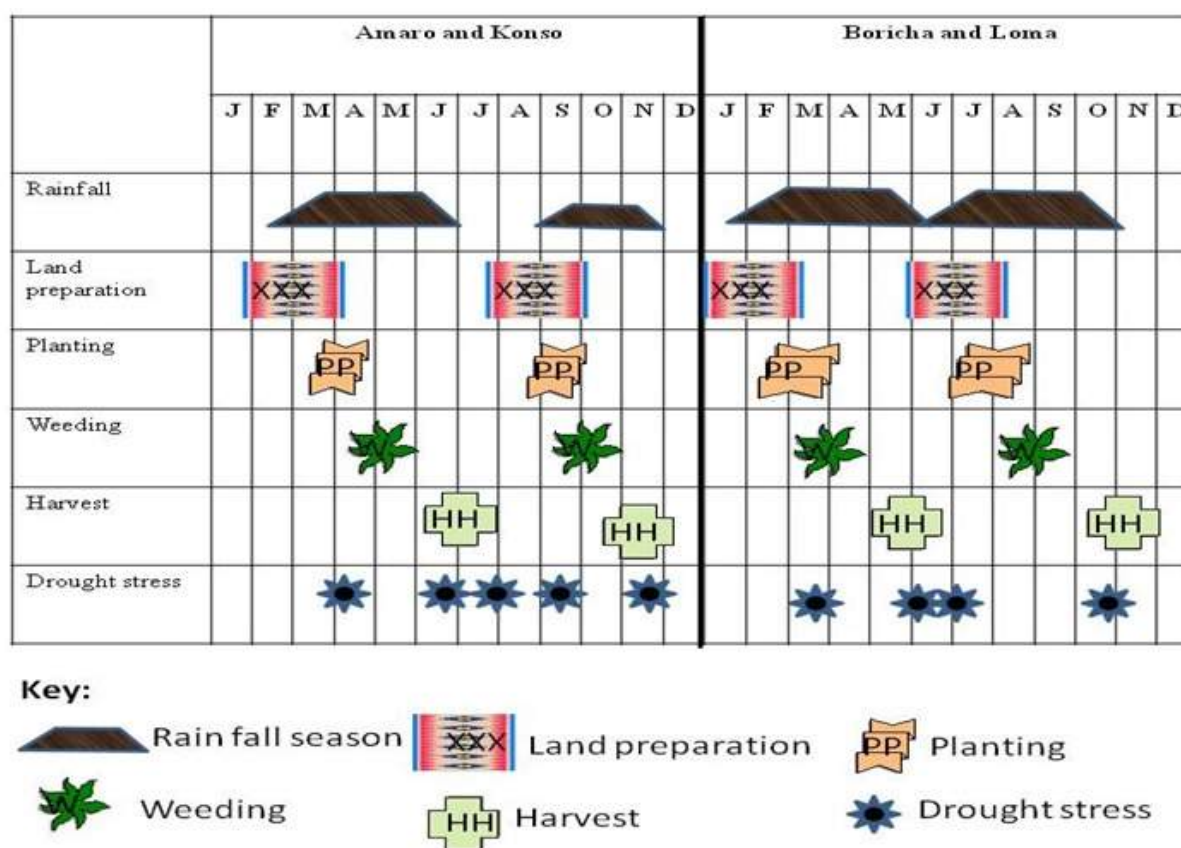 Amaro and Konso Boricha and Loma
J F M A M J J A S O N D J F M A M J J A S O N D
Rainfall
Land
preparation XXX XXX XXX XXX
Planting PP PP PP PP
Weeding W W W W
Harvest HH HH HH HH
Drought stress
Key:
Rain fall season XXX Land preparation PP Planting
W Weeding HH Harvest Drought stress